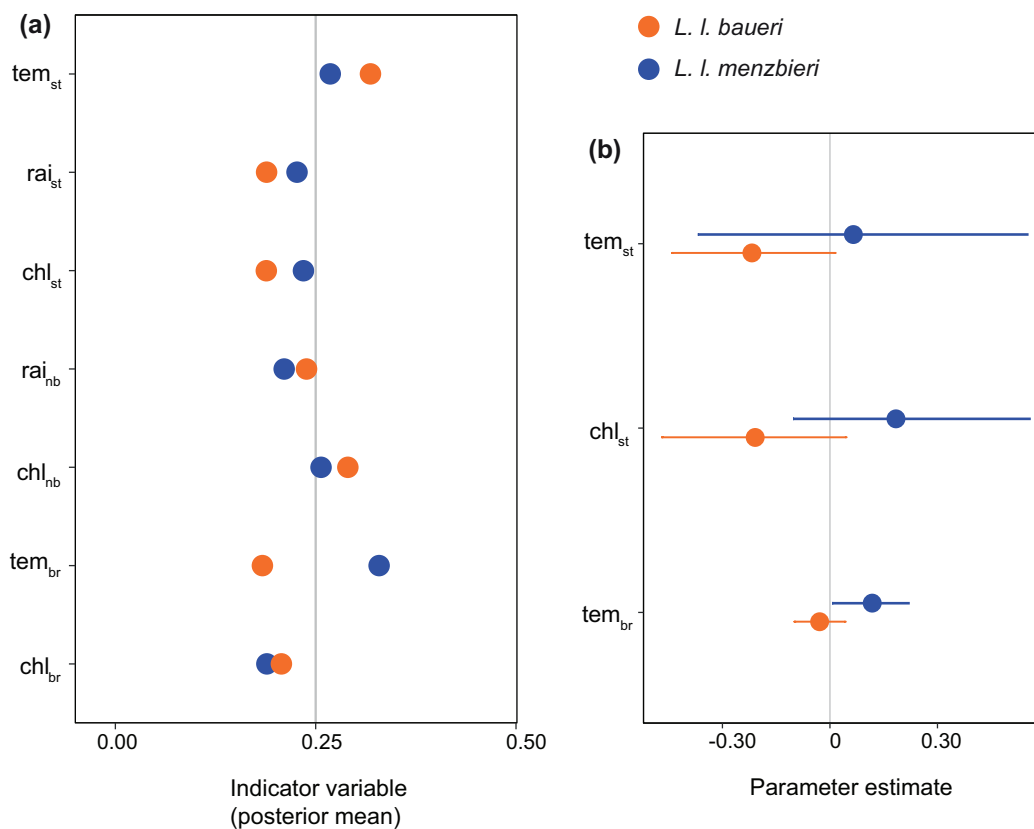 (a)
tem_st
rai_st
chl_st
rai_nb
chl_nb
tem_br
chl_br
0.00 0.25 0.50
Indicator variable
(posterior mean)
L. l. baueri
L. l. menzbieri
(b)
tem_st
chl_st
tem_br
-0.30 0 0.30
Parameter estimate